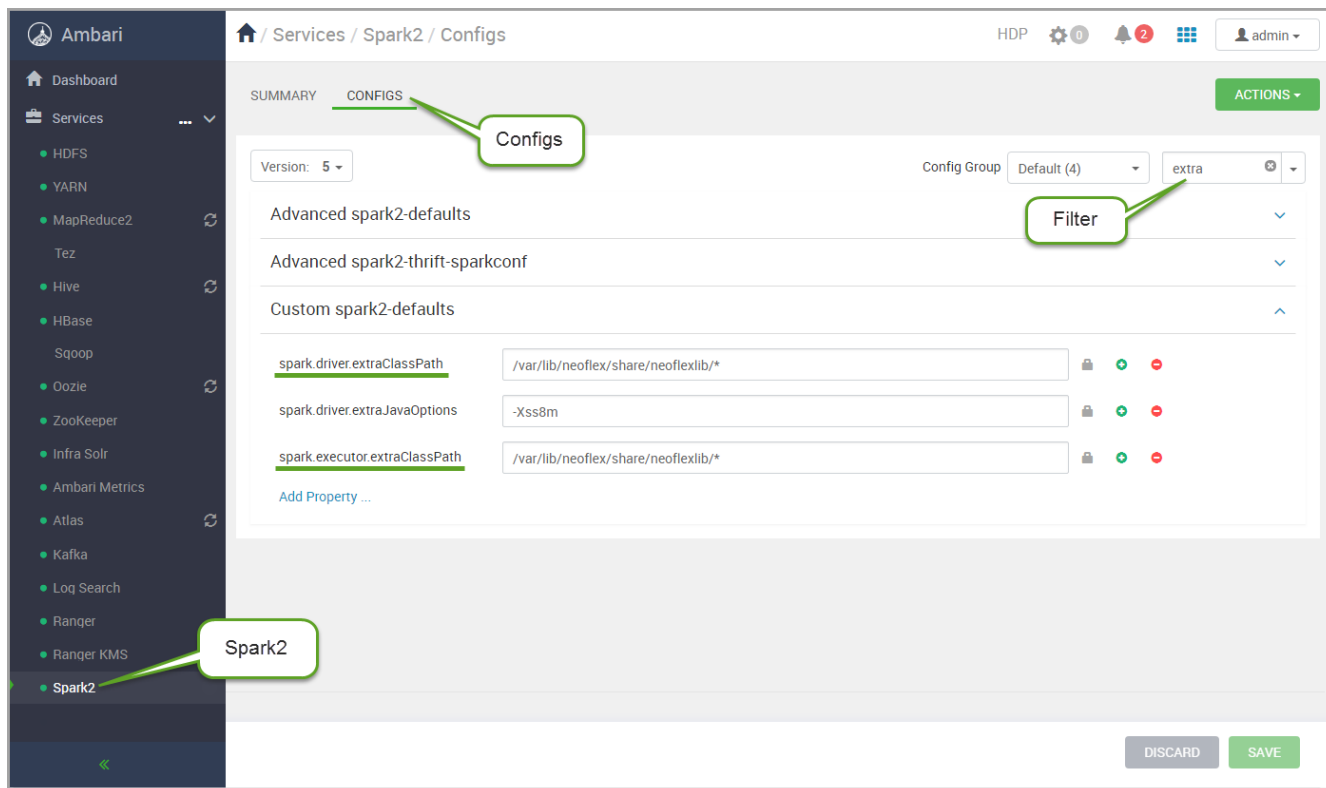 Ambari
/ Services / Spark2 / Configs
HDP 0 2 admin
Dashboard
Services ...
HDFS
YARN
MapReduce2
Tez
Hive
HBase
Sqoop
Oozie
ZooKeeper
Infra Solr
Ambari Metrics
Atlas
Kafka
Log Search
Ranger
Ranger KMS
Spark2
«
SUMMARY CONFIGS
ACTIONS
Configs
Version: 5
Config Group Default (4) extra
Filter
Advanced spark2-defaults
Advanced spark2-thrift-sparkconf
Custom spark2-defaults
spark.driver.extraClassPath /var/lib/neoflex/share/neoflexlib/*
spark.driver.extraJavaOptions -Xss8m
spark.executor.extraClassPath /var/lib/neoflex/share/neoflexlib/*
Add Property ...
Spark2
DISCARD SAVE